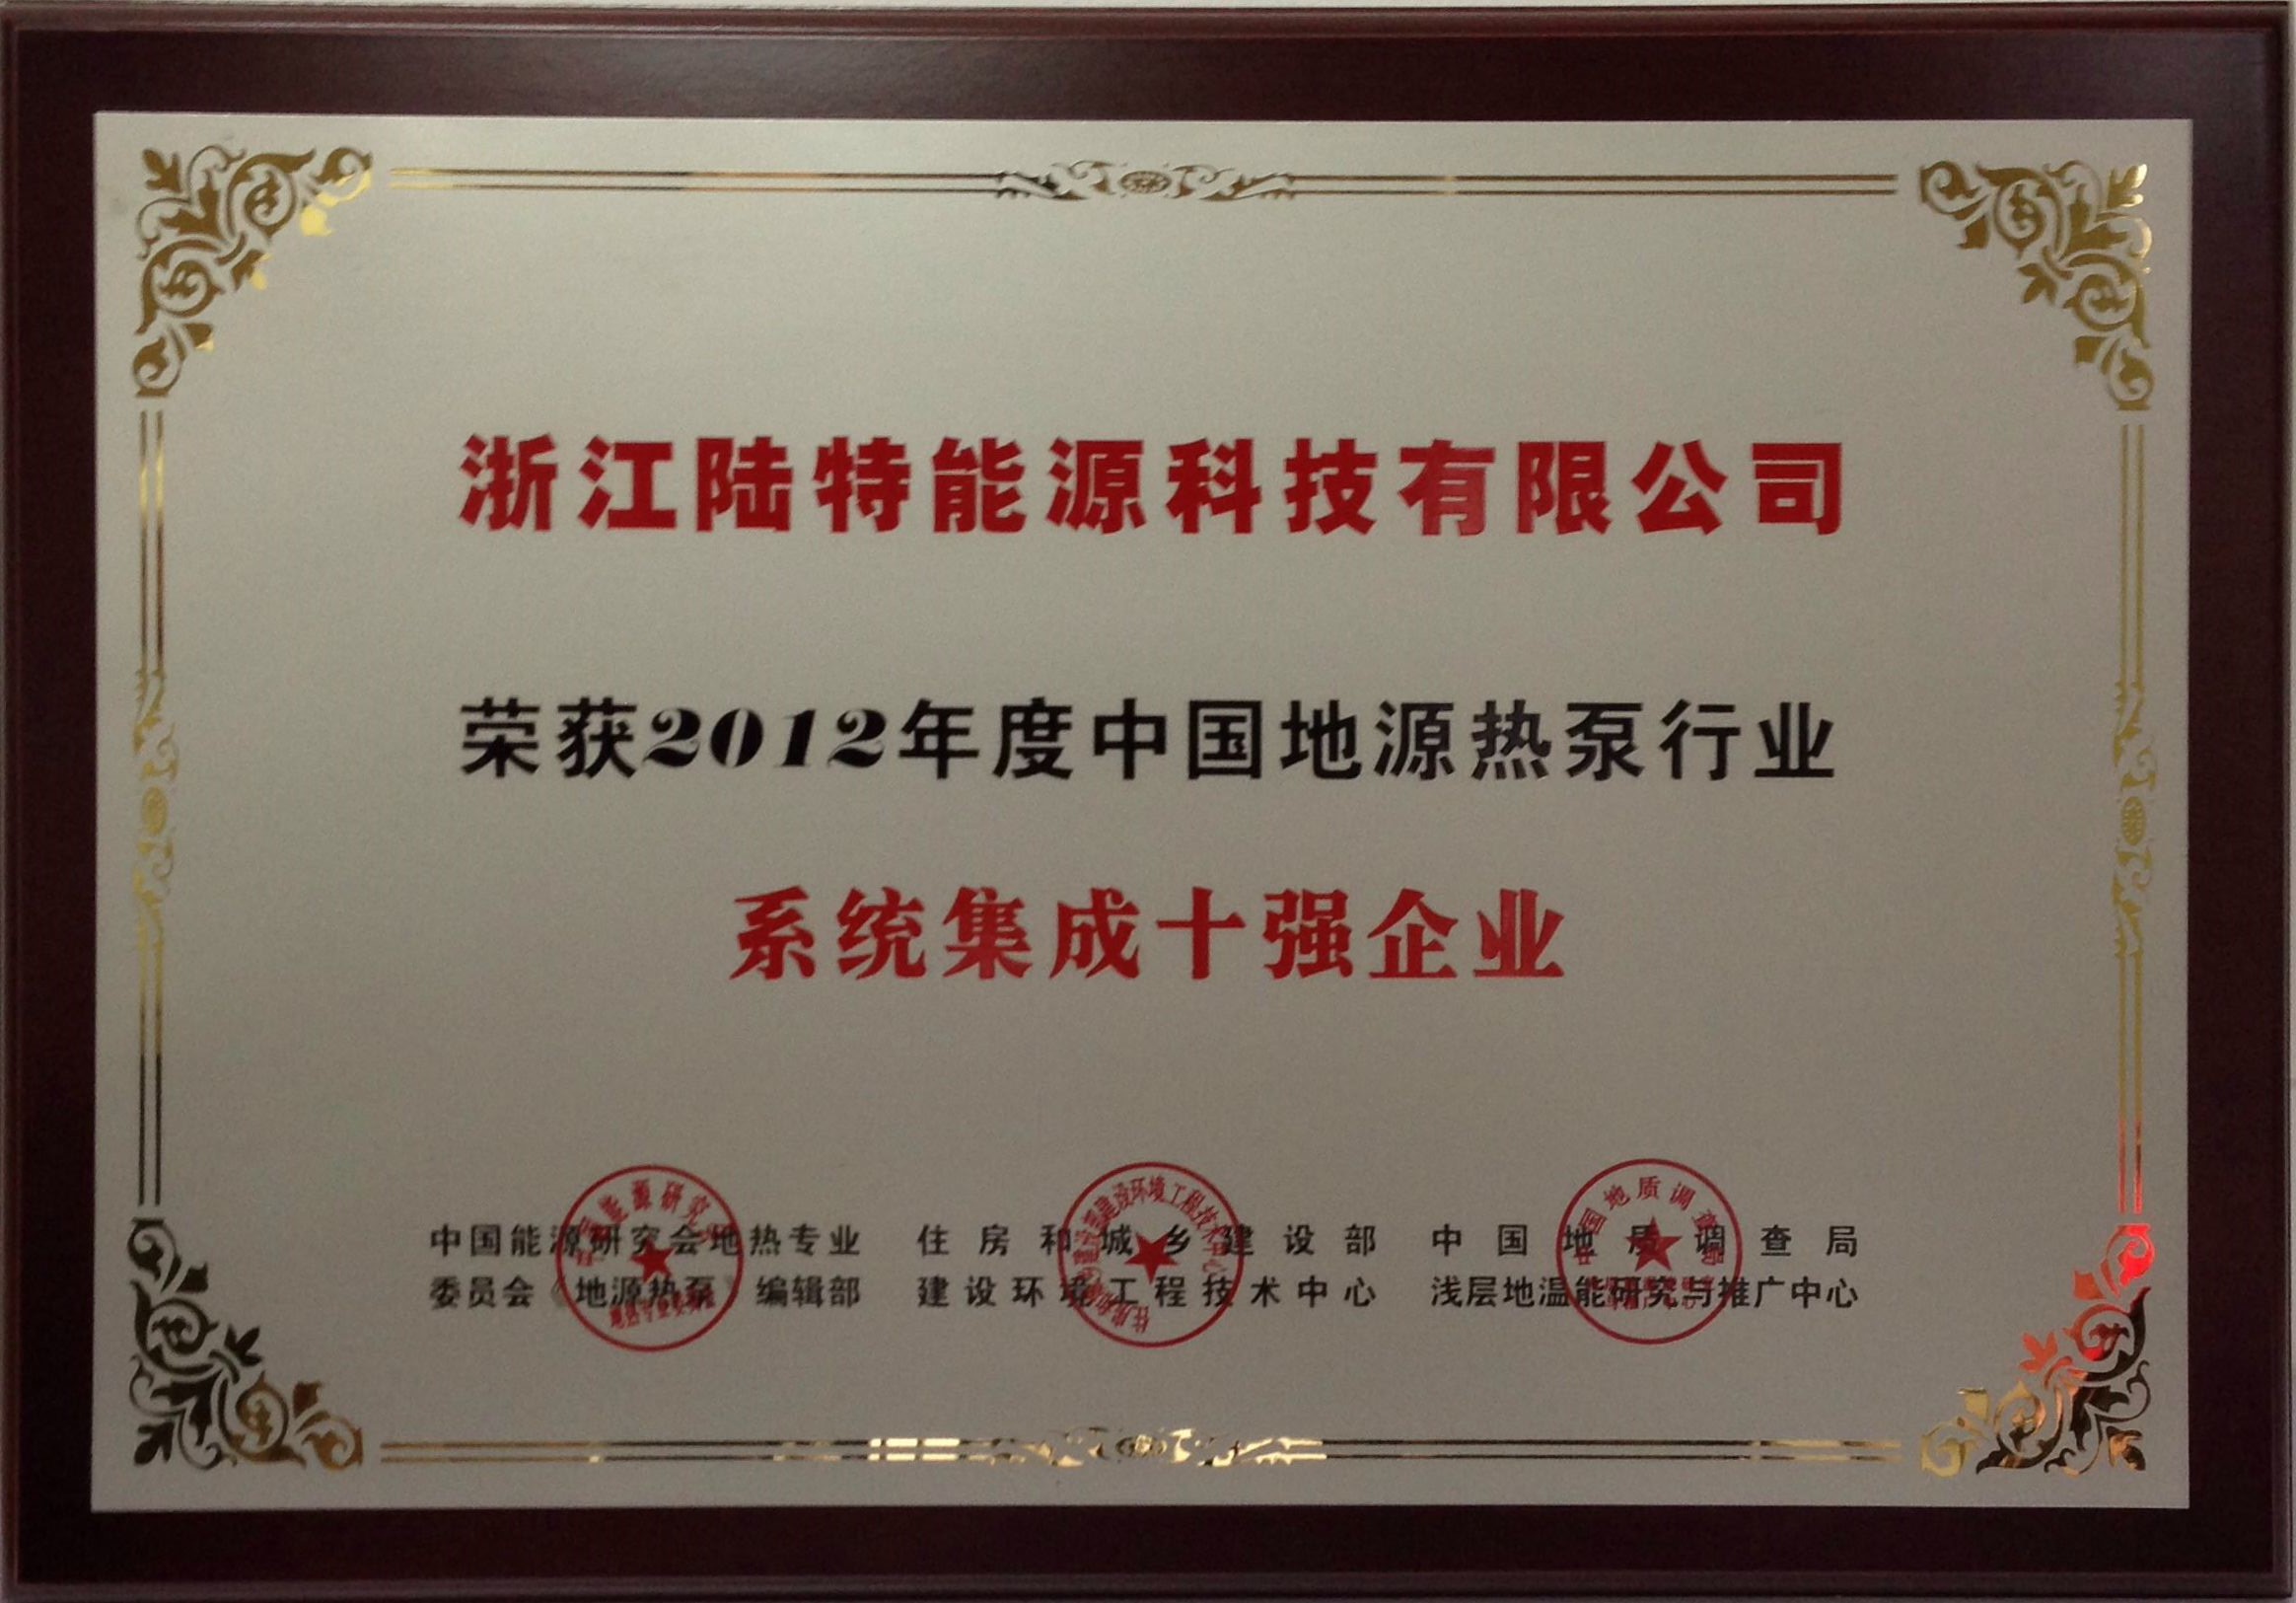 浙江陆特能源科技有限公司
荣获2012年度中国地源热泵行业
系统集成十强企业
中国能源研究会地热专业
委员会《地源热泵》编辑部
住房和城乡建设部
建设环境工程技术中心
中国地质调查局
浅层地温能研究与推广中心